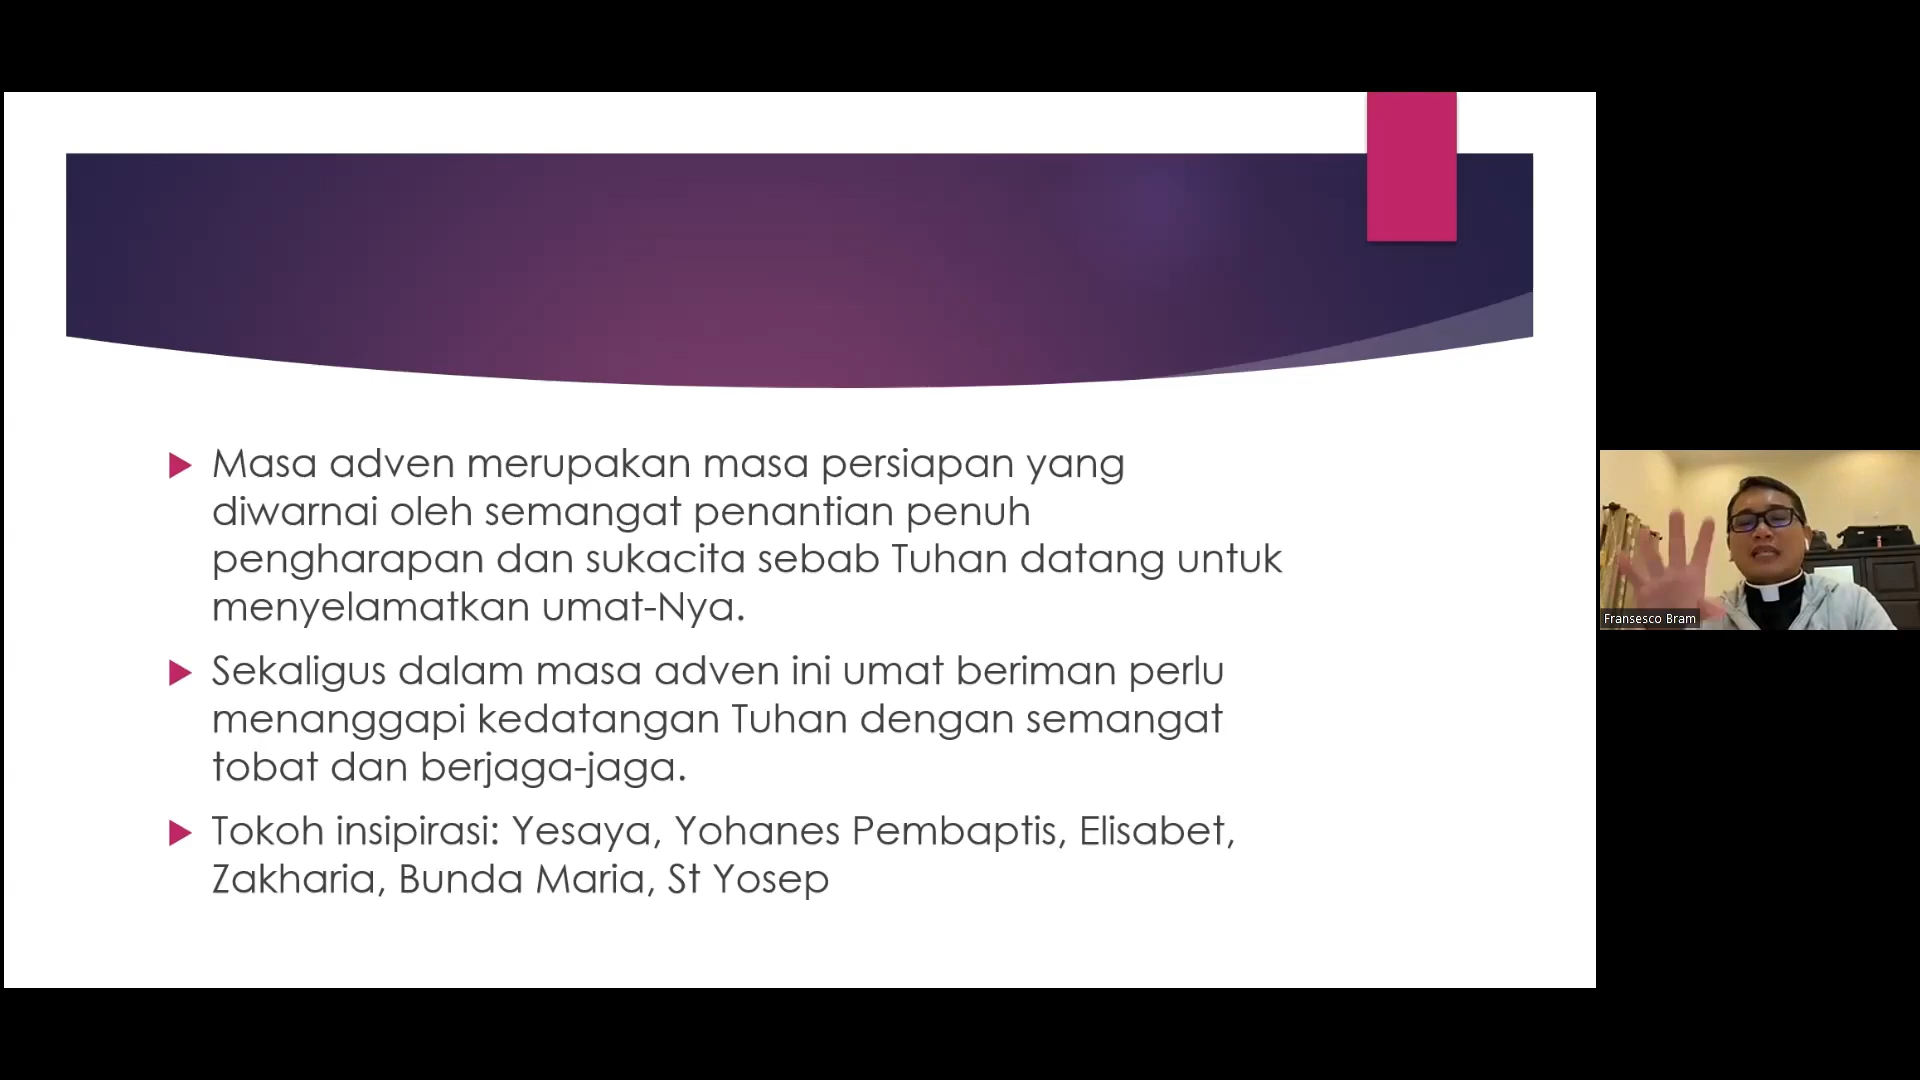 Masa adven merupakan masa persiapan yang
diwarnai oleh semangat penantian penuh
pengharapan dan sukacita sebab Tuhan datang untuk
menyelamatkan umat-Nya.
Sekaligus dalam masa adven ini umat beriman perlu
menanggapi kedatangan Tuhan dengan semangat
tobat dan berjaga-jaga.
Tokoh insipirasi: Yesaya, Yohanes Pembaptis, Elisabet,
Zakharia, Bunda Maria, St Yosep
Fransesco Bram